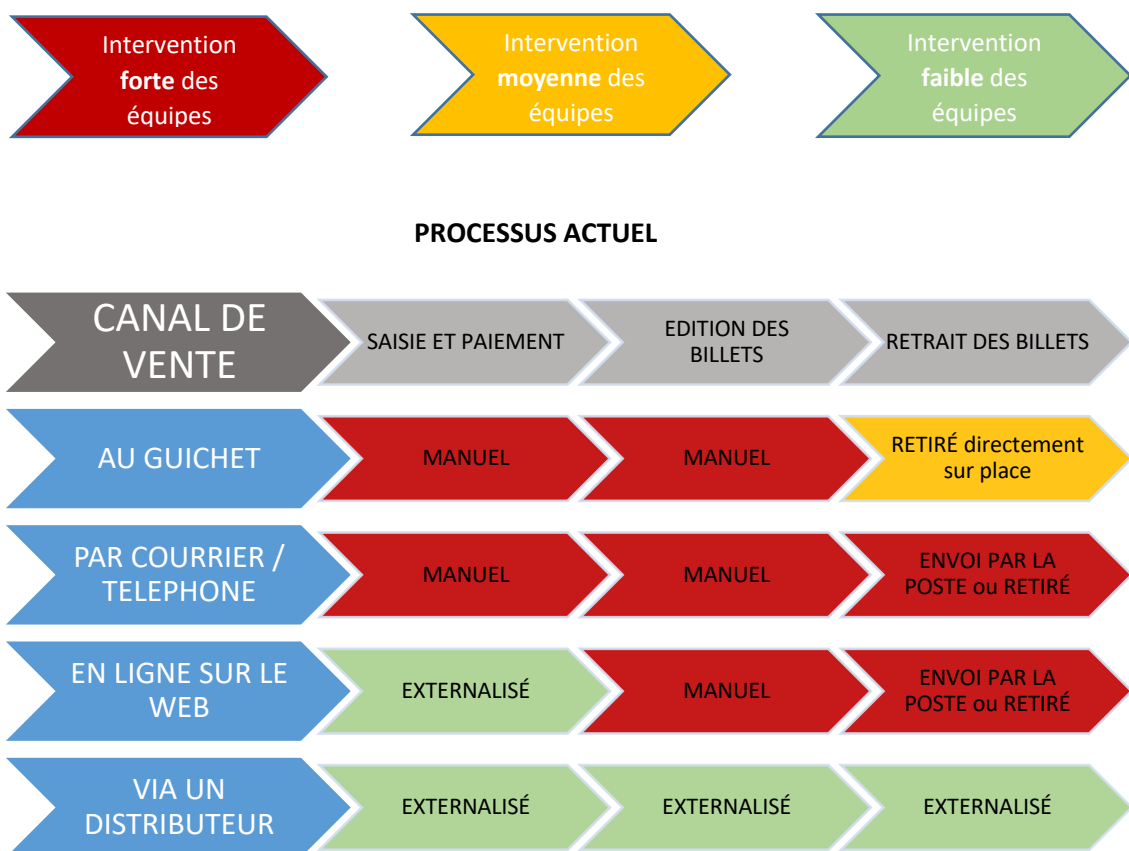 Intervention
forte des
équipes
Intervention
moyenne des
équipes
Intervention
faible des
équipes
PROCESSUS ACTUEL
CANAL DE
VENTE
SAISIE ET PAIEMENT
EDITION DES
BILLETS
RETRAIT DES BILLETS
AU GUICHET
MANUEL
MANUEL
RETIRÉ directement
sur place
PAR COURRIER /
TELEPHONE
MANUEL
MANUEL
ENVOI PAR LA
POSTE ou RETIRÉ
EN LIGNE SUR LE
WEB
EXTERNALISÉ
MANUEL
ENVOI PAR LA
POSTE ou RETIRÉ
VIA UN
DISTRIBUTEUR
EXTERNALISÉ
EXTERNALISÉ
EXTERNALISÉ